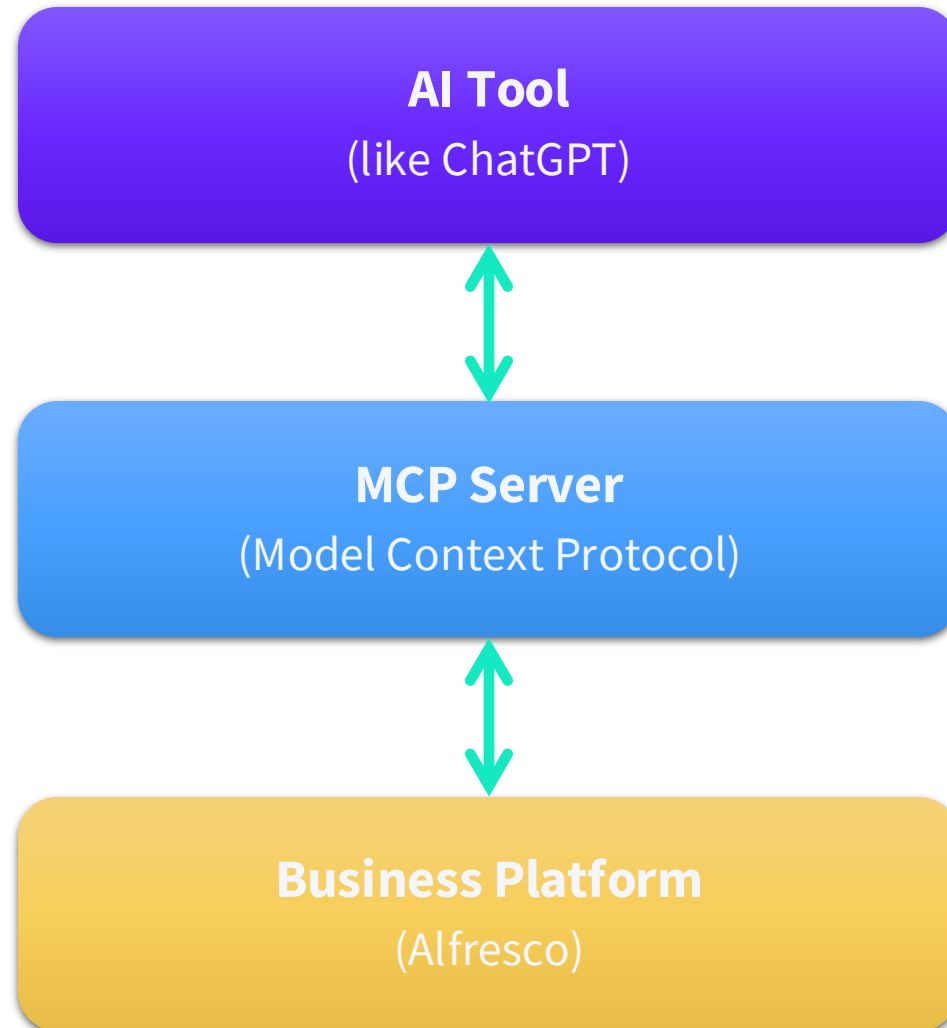 AI Tool
(like ChatGPT)
MCP Server
(Model Context Protocol)
Business Platform
(Alfresco)